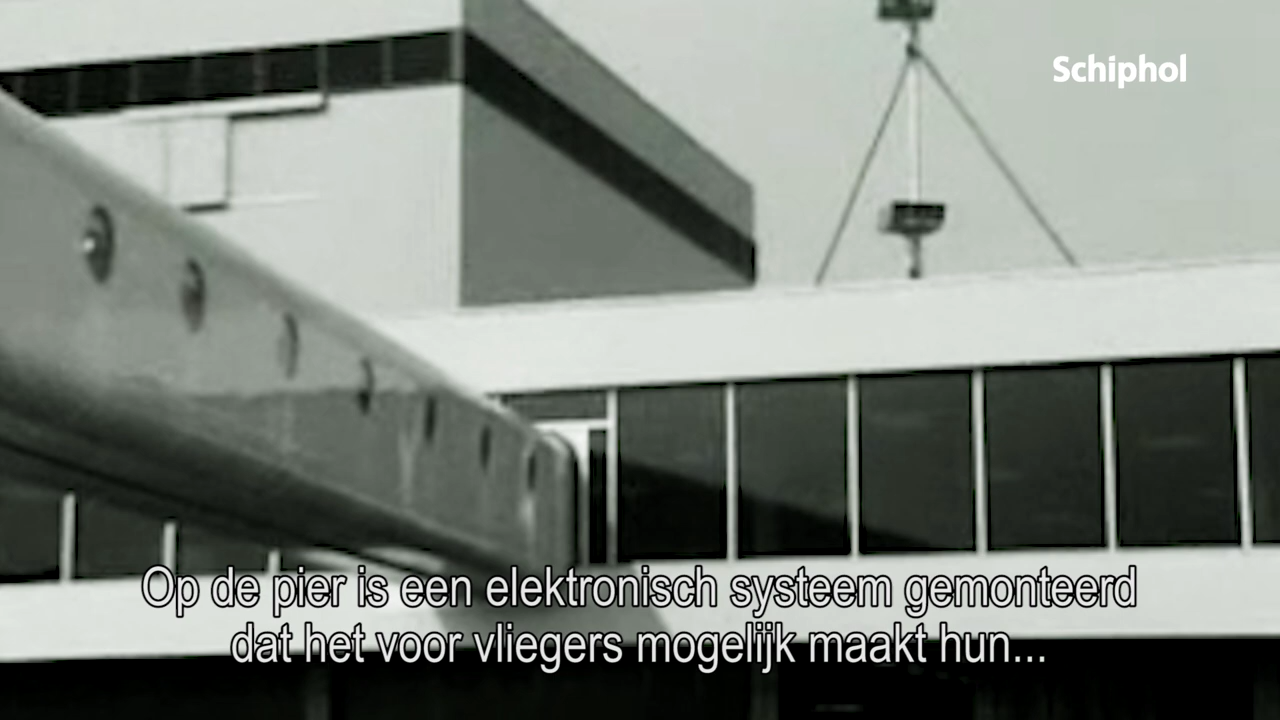 Schiphol
Op de pier is een elektronisch systeem gemonteerd
dat het voor vliegers mogelijk maakt hun...